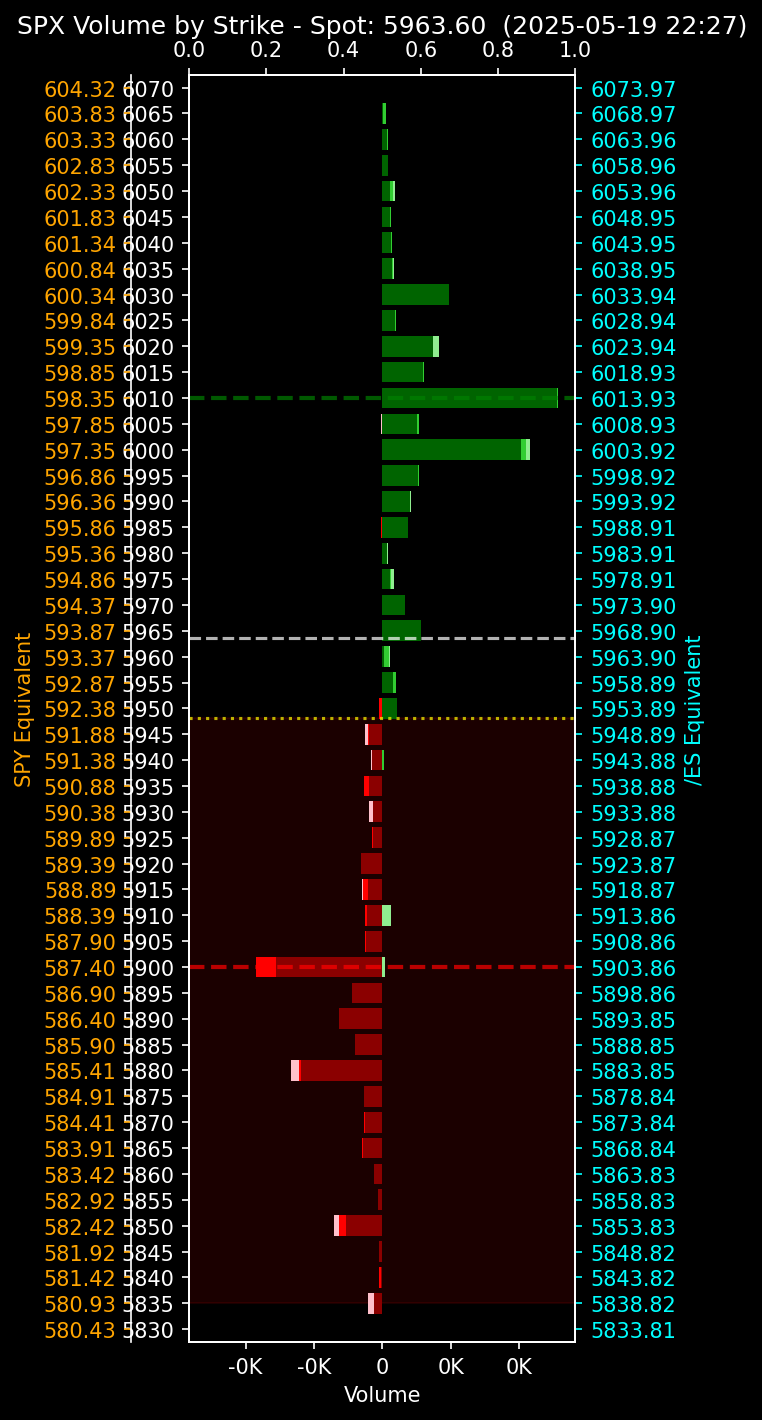 SPX Volume by Strike - Spot: 5963.60  (2025-05-19 22:27)
0.0 0.2 0.4 0.6 0.8 1.0
604.32 6070 6073.97
603.83 6065 6068.97
603.33 6060 6063.96
602.83 6055 6058.96
602.33 6050 6053.96
601.83 6045 6048.95
601.34 6040 6043.95
600.84 6035 6038.95
600.34 6030 6033.94
599.84 6025 6028.94
599.35 6020 6023.94
598.85 6015 6018.93
598.35 6010 6013.93
597.85 6005 6008.93
597.35 6000 6003.92
596.86 5995 5998.92
596.36 5990 5993.92
595.86 5985 5988.91
595.36 5980 5983.91
594.86 5975 5978.91
594.37 5970 5973.90
593.87 5965 5968.90
593.37 5960 5963.90
592.87 5955 5958.89
592.38 5950 5953.89
591.88 5945 5948.89
591.38 5940 5943.88
590.88 5935 5938.88
590.38 5930 5933.88
589.89 5925 5928.87
589.39 5920 5923.87
588.89 5915 5918.87
588.39 5910 5913.86
587.90 5905 5908.86
587.40 5900 5903.86
586.90 5895 5898.86
586.40 5890 5893.85
585.90 5885 5888.85
585.41 5880 5883.85
584.91 5875 5878.84
584.41 5870 5873.84
583.91 5865 5868.84
583.42 5860 5863.83
582.92 5855 5858.83
582.42 5850 5853.83
581.92 5845 5848.82
581.42 5840 5843.82
580.93 5835 5838.82
580.43 5830 5833.81
SPY Equivalent
/ES Equivalent
-0K -0K 0 0K 0K
Volume